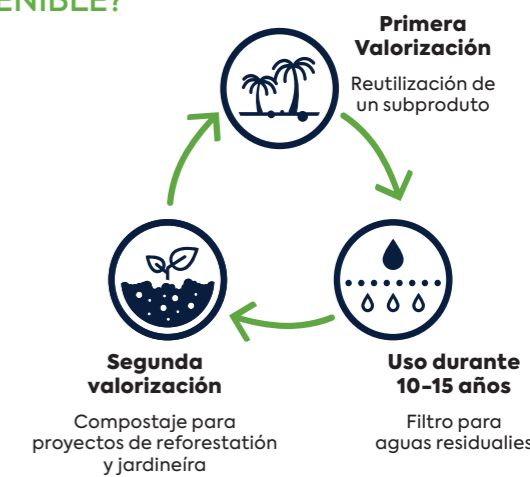 ENIBLE?
Primera
Valorización
Reutilización de
un subproduto
Segunda
valorización
Compostaje para
proyectos de reforestatión
y jardineíra
Uso durante
10-15 años
Filtro para
aguas residualies